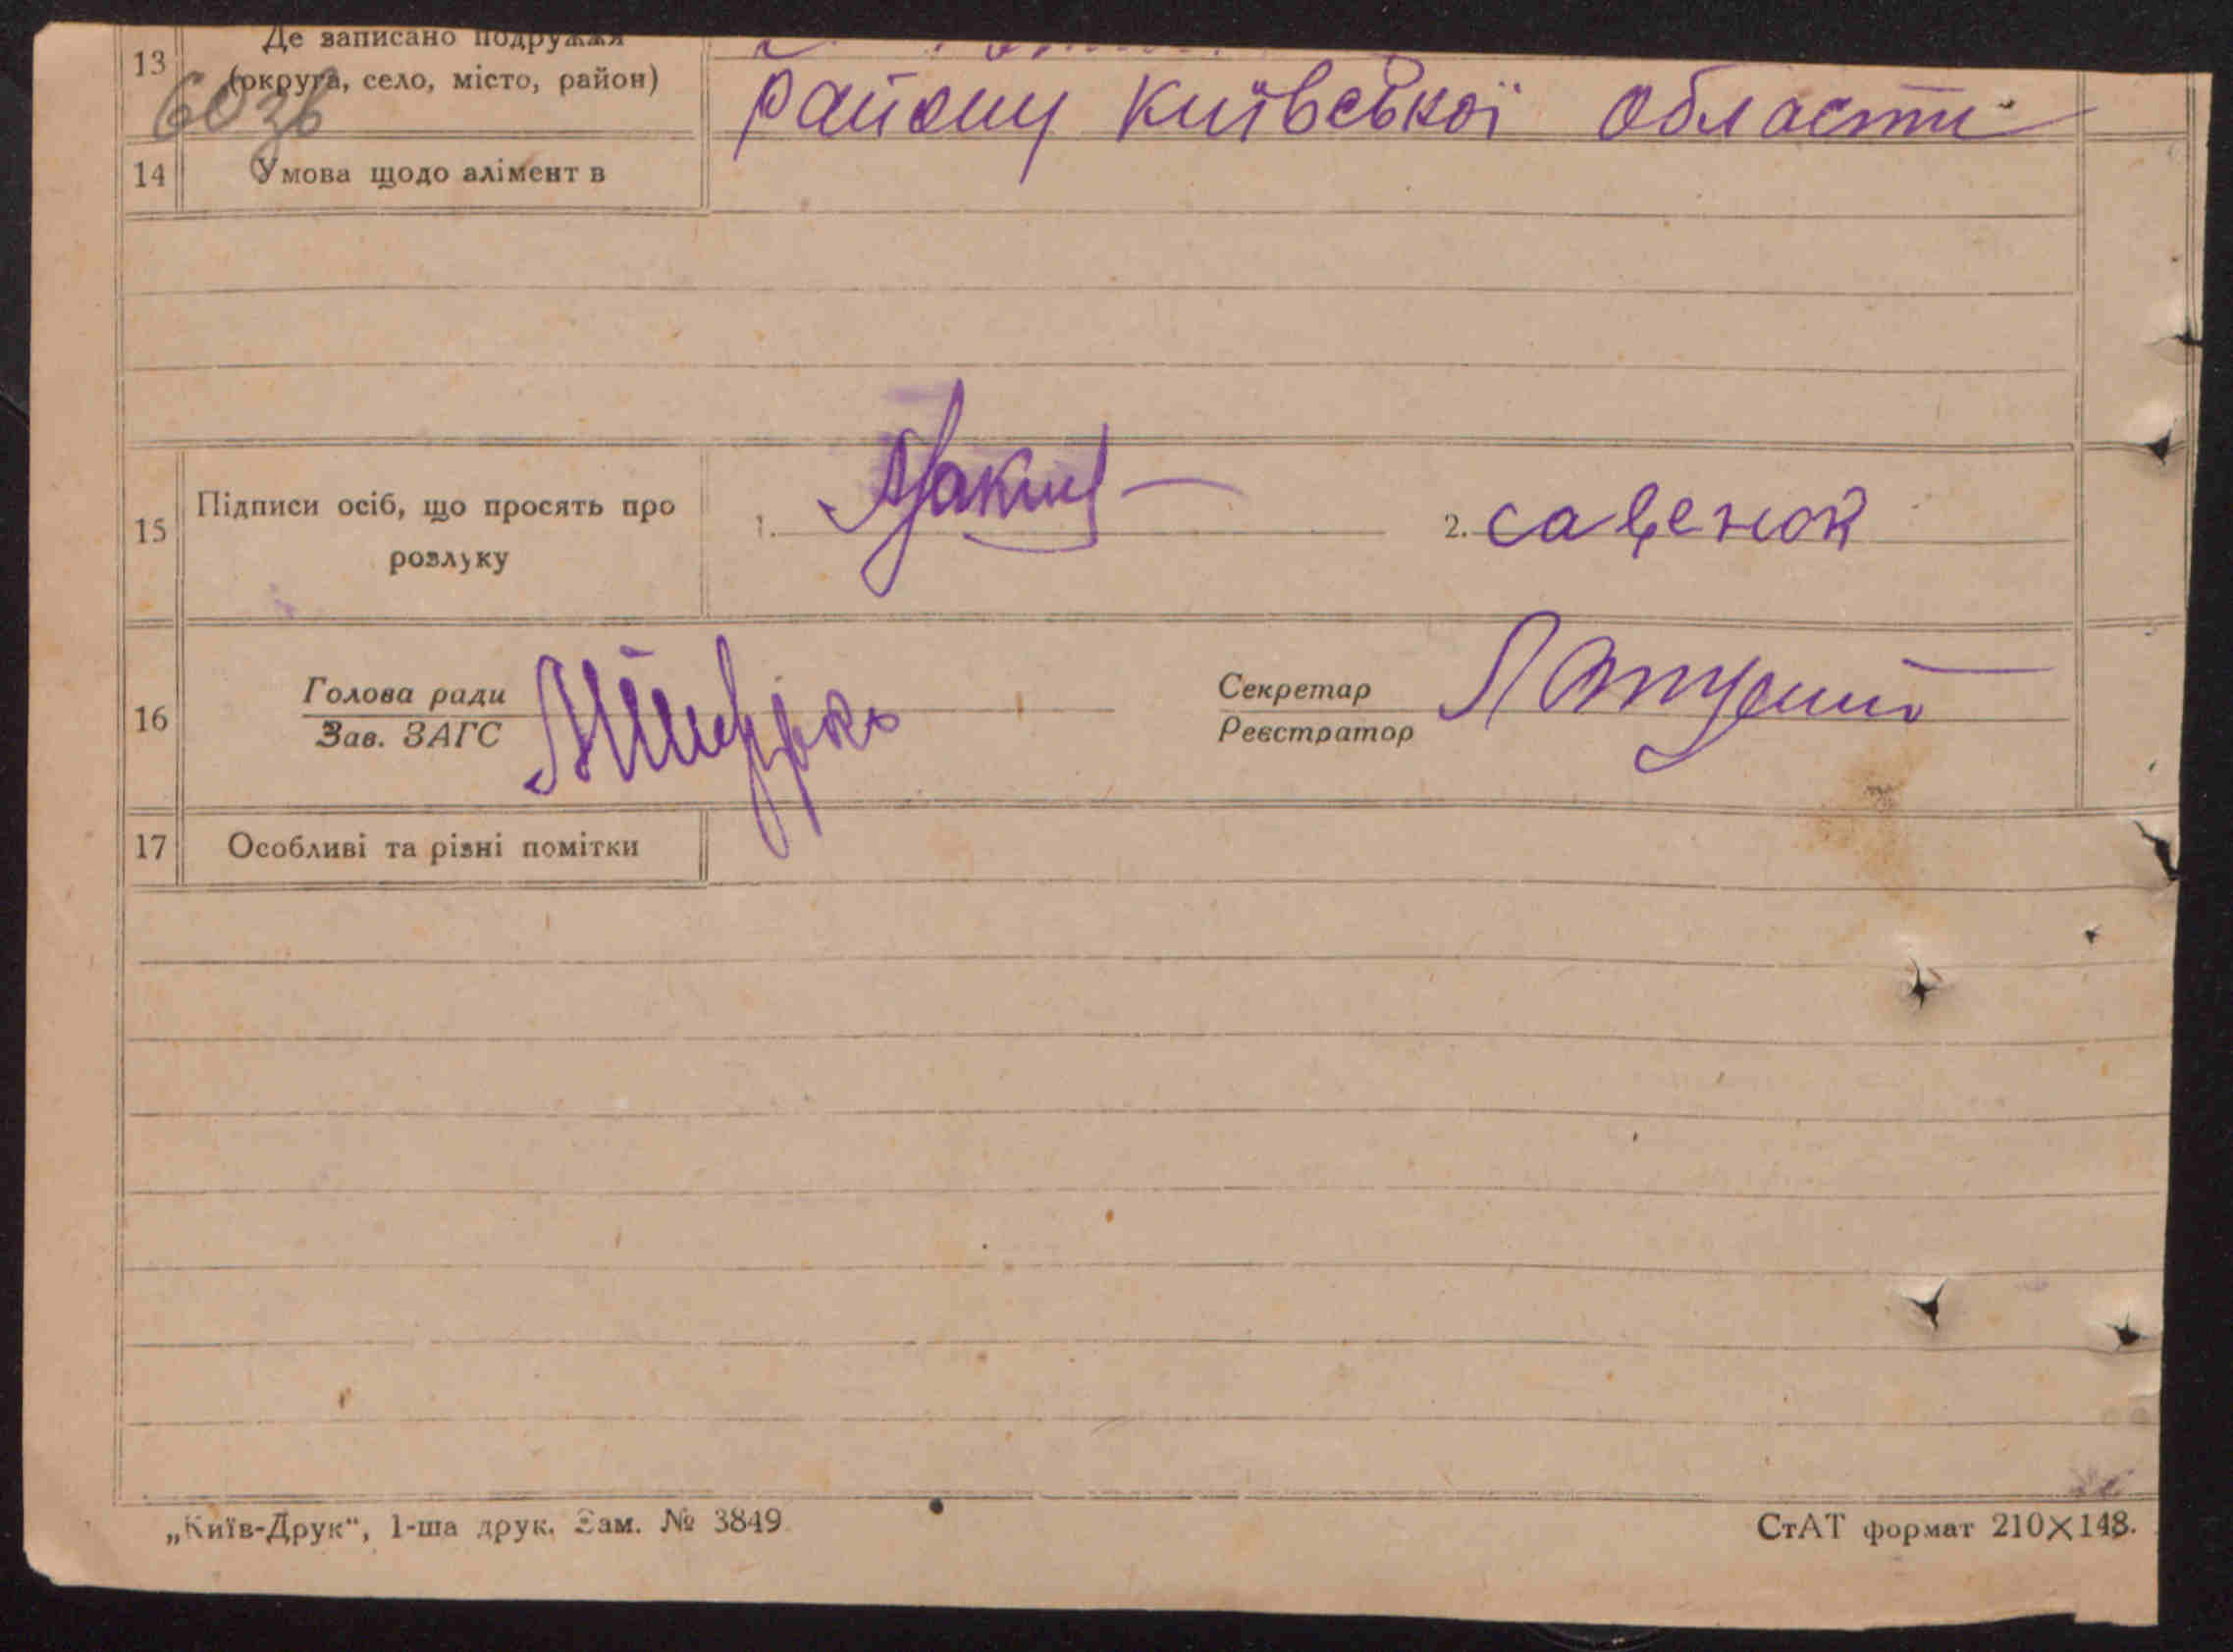 13 Де записано подружжя
(округа, село, місто, район) району Київської области
14 Умова щодо алімент в
15 Підписи осіб, що просять про розлуку
1. 2. савенок
16 Голова ради Секретар
Зав. ЗАГС Реєстратор
17 Особливі та різні помітки
„Київ-Друк“, 1-ша друк. Зам. № 3849 СтАТ формат 210×148.